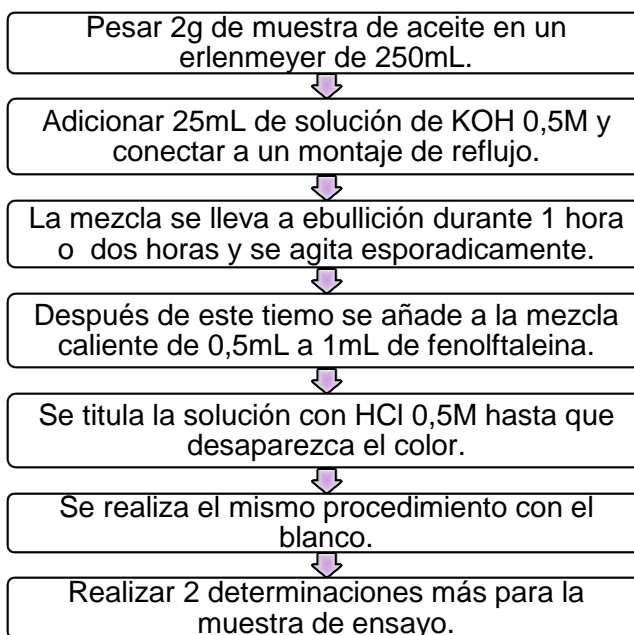 Pesar 2g de muestra de aceite en un
erlenmeyer de 250mL.
Adicionar 25mL de solución de KOH 0,5M y
conectar a un montaje de reflujo.
La mezcla se lleva a ebullición durante 1 hora
o dos horas y se agita esporadicamente.
Después de este tiemo se añade a la mezcla
caliente de 0,5mL a 1mL de fenolftaleina.
Se titula la solución con HCl 0,5M hasta que
desaparezca el color.
Se realiza el mismo procedimiento con el
blanco.
Realizar 2 determinaciones más para la
muestra de ensayo.